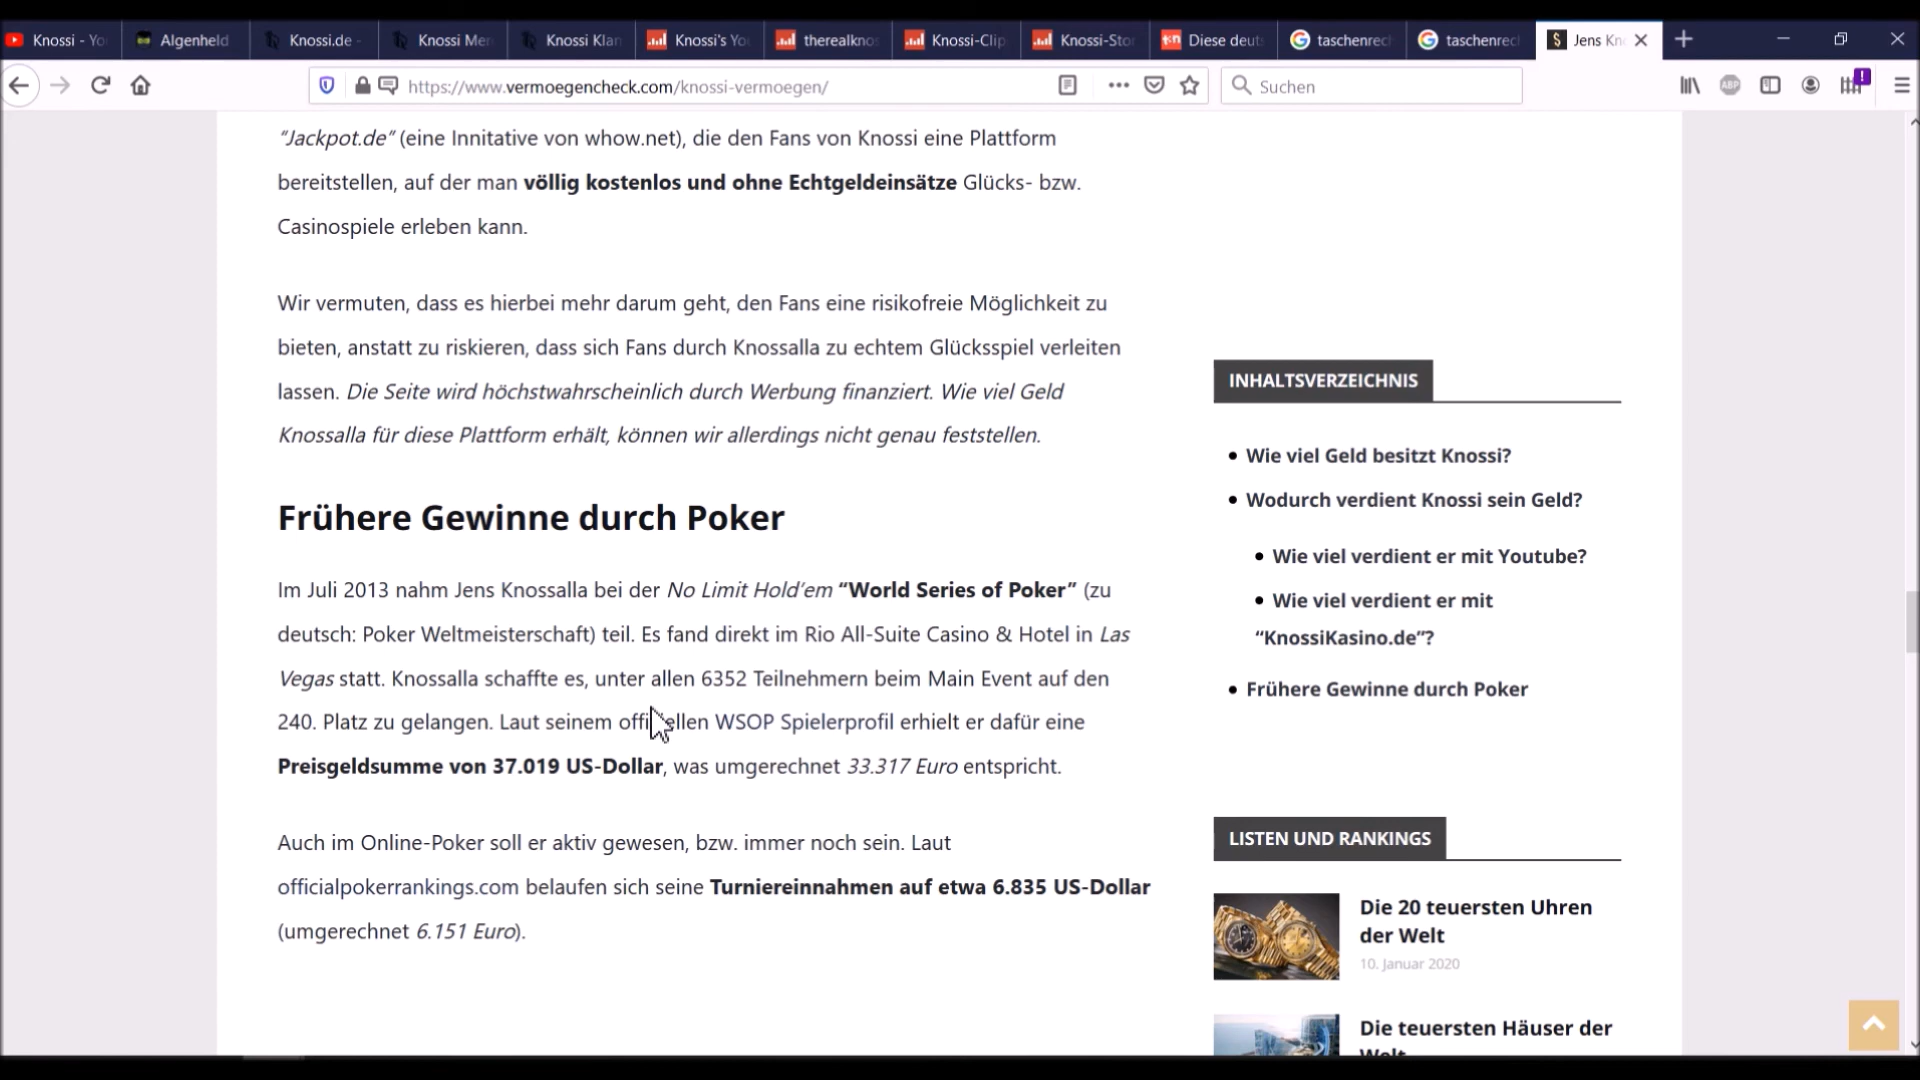 Knossi - Yo
Algenheld
Knossi.de -
Knossi Mer
Knossi Klan
Knossi's Yo
therealkno
Knossi-Clip
Knossi-Sto
Diese deut
taschenrech
taschenrech
Jens Kn
https://www.vermoegencheck.com/knossi-vermoegen/
Suchen
ABP
“Jackpot.de” (eine Innitative von whow.net), die den Fans von Knossi eine Plattform
bereitstellen, auf der man völlig kostenlos und ohne Echtgeldeinsätze Glücks- bzw.
Casinospiele erleben kann.
Wir vermuten, dass es hierbei mehr darum geht, den Fans eine risikofreie Möglichkeit zu
bieten, anstatt zu riskieren, dass sich Fans durch Knossalla zu echtem Glücksspiel verleiten
lassen. Die Seite wird höchstwahrscheinlich durch Werbung finanziert. Wie viel Geld
Knossalla für diese Plattform erhält, können wir allerdings nicht genau feststellen.
Frühere Gewinne durch Poker
Im Juli 2013 nahm Jens Knossalla bei der No Limit Hold’em “World Series of Poker” (zu
deutsch: Poker Weltmeisterschaft) teil. Es fand direkt im Rio All-Suite Casino & Hotel in Las
Vegas statt. Knossalla schaffte es, unter allen 6352 Teilnehmern beim Main Event auf den
240. Platz zu gelangen. Laut seinem offiziellen WSOP Spielerprofil erhielt er dafür eine
Preisgeldsumme von 37.019 US-Dollar, was umgerechnet 33.317 Euro entspricht.
Auch im Online-Poker soll er aktiv gewesen, bzw. immer noch sein. Laut
officialpokerrankings.com belaufen sich seine Turniereinnahmen auf etwa 6.835 US-Dollar
(umgerechnet 6.151 Euro).
INHALTSVERZEICHNIS
Wie viel Geld besitzt Knossi?
Wodurch verdient Knossi sein Geld?
Wie viel verdient er mit Youtube?
Wie viel verdient er mit
“KnossiKasino.de”?
Frühere Gewinne durch Poker
LISTEN UND RANKINGS
Die 20 teuersten Uhren
der Welt
10. Januar 2020
Die teuersten Häuser der
Welt